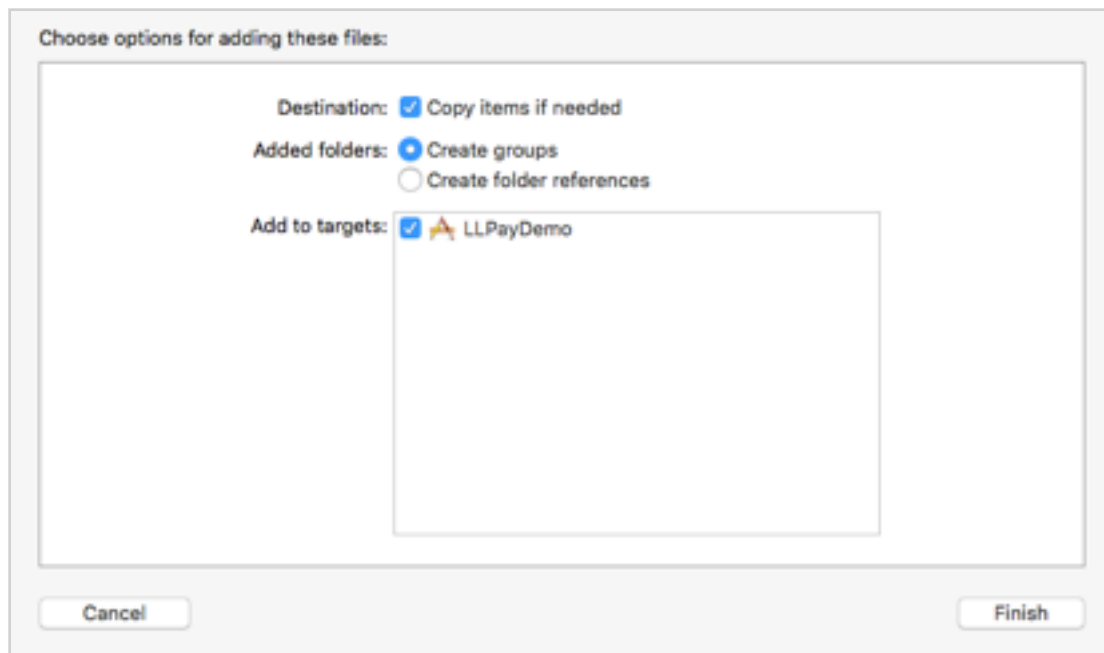 Choose options for adding these files:
Destination: Copy items if needed
Added folders: Create groups
Create folder references
Add to targets: LLPayDemo
Cancel Finish